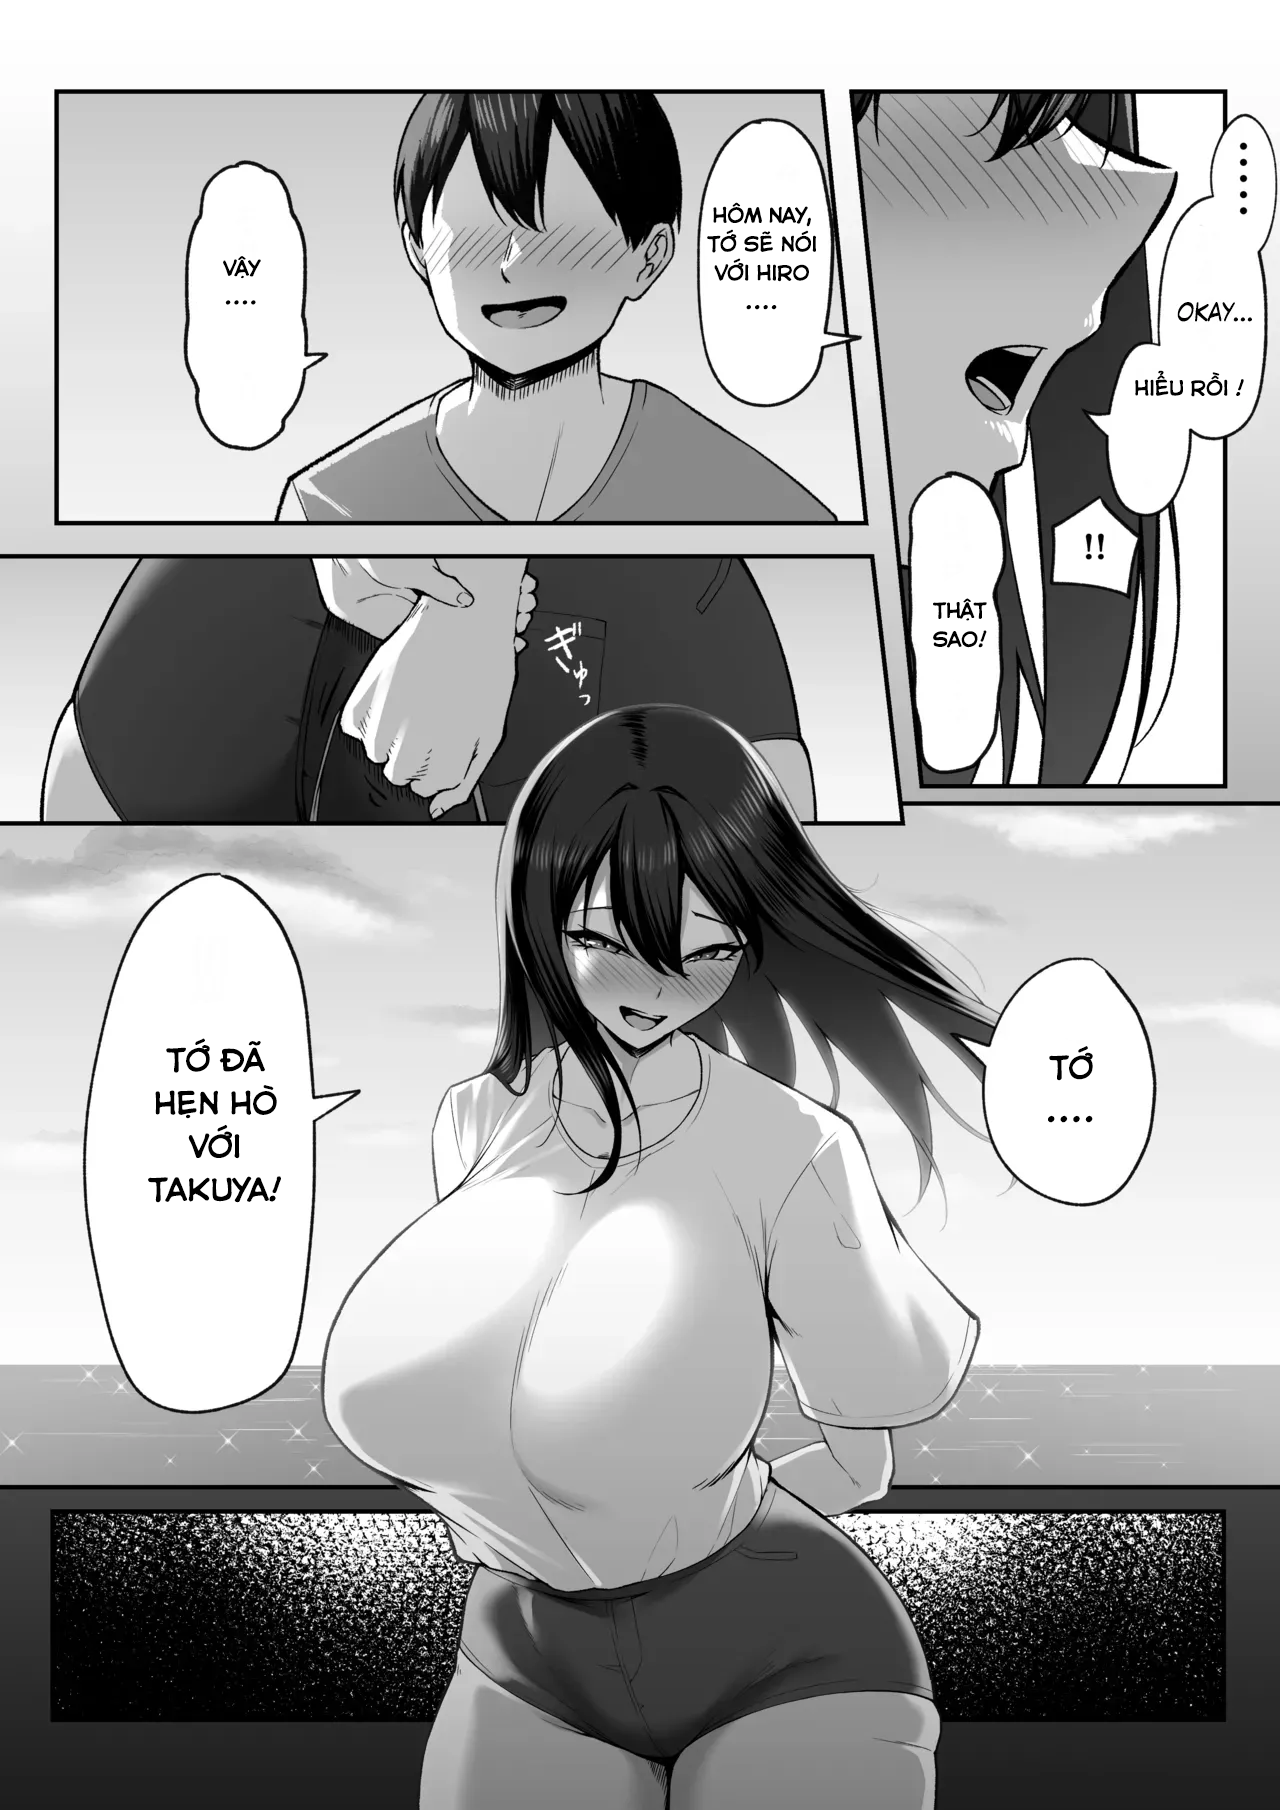 .....
OKAY...
HIỂU RỒI !
!!
THẬT
SAO!
HÔM NAY,
TỚ SẼ NÓI
VỚI HIRO
....
VẬY
....
ぎゅっ
TỚ
....
TỚ ĐÃ
HẸN HÒ
VỚI
TAKUYA!